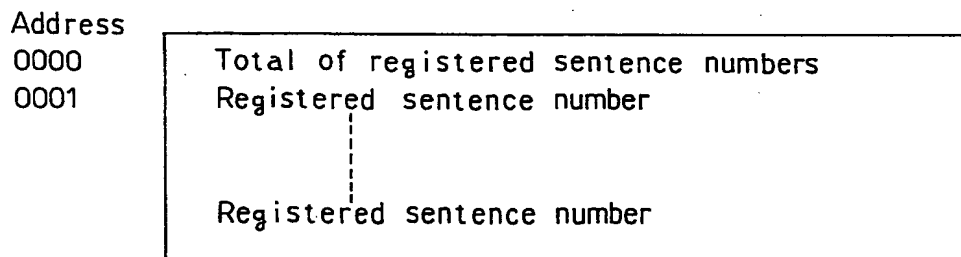 Address
0000 Total of registered sentence numbers
0001 Registered sentence number
Registered sentence number